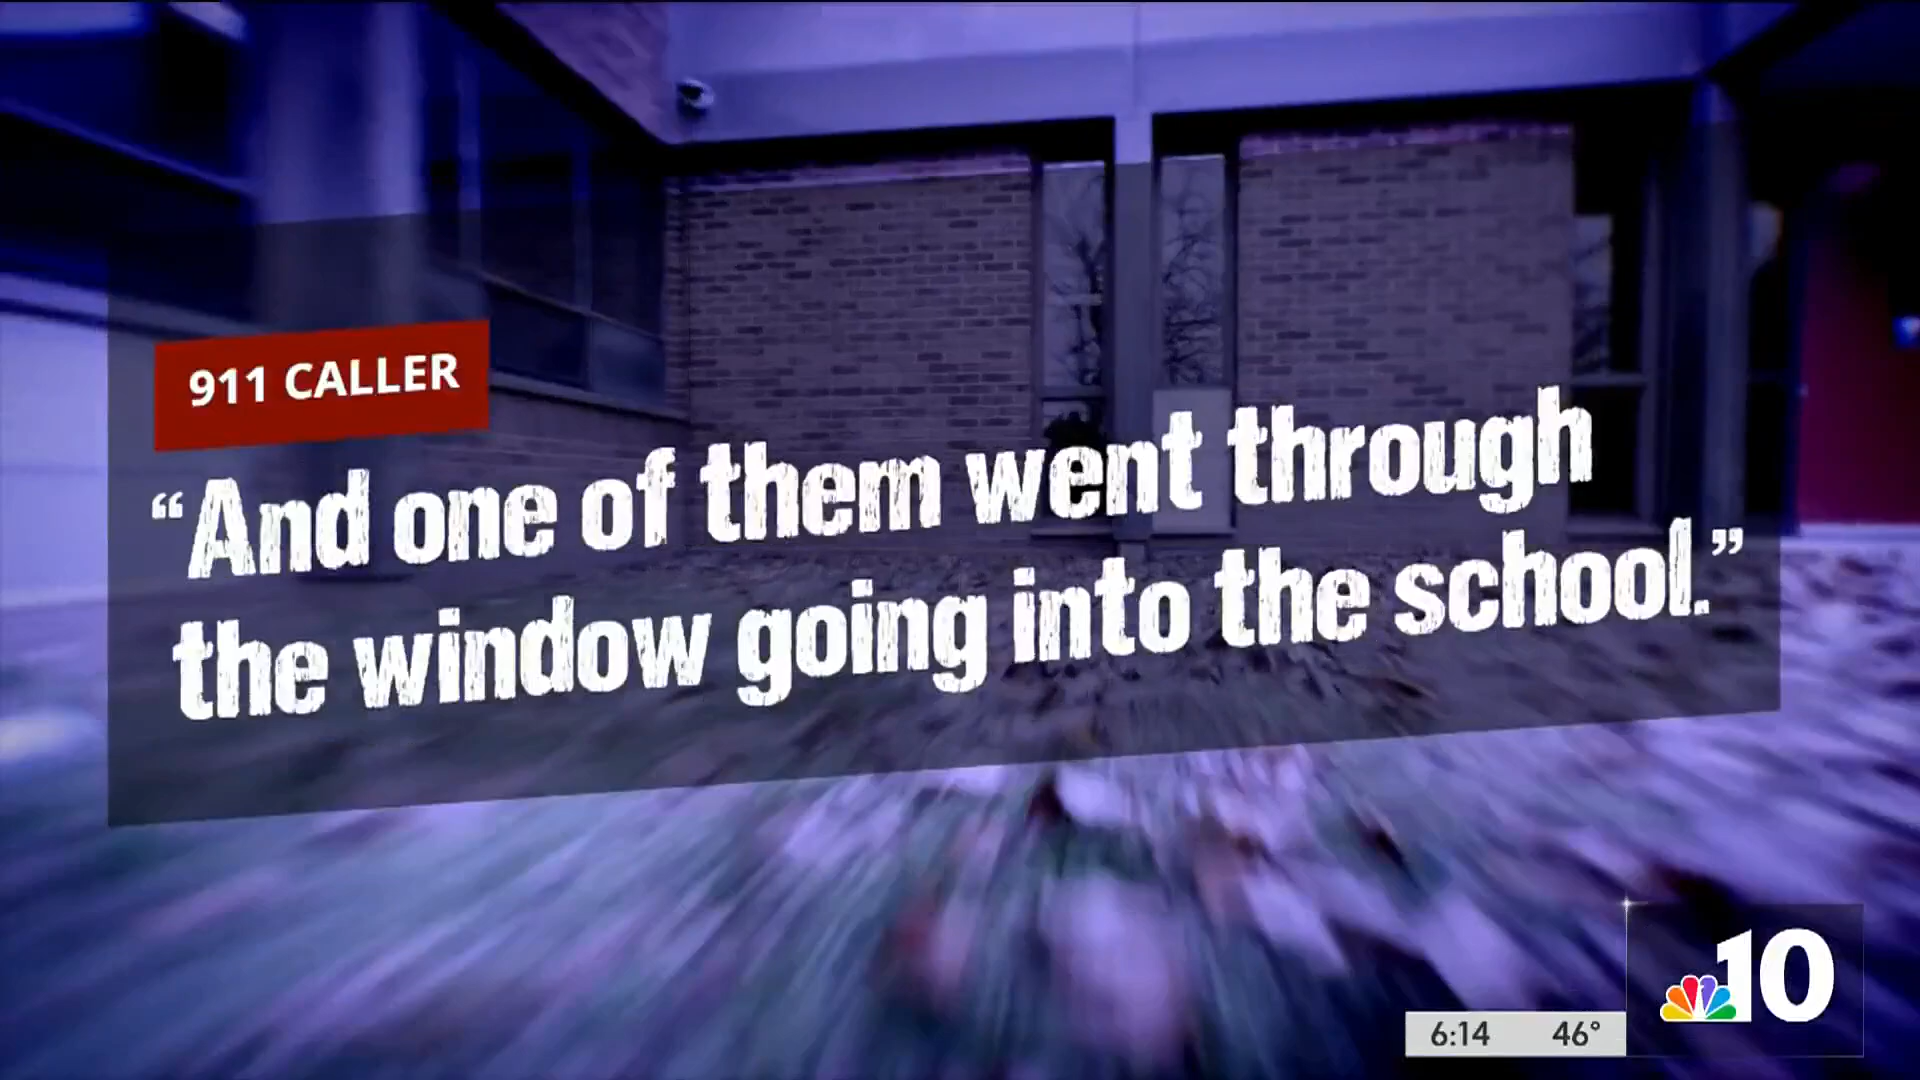 911 CALLER
“And one of them went through
the window going into the school.”
10
6:14 46°